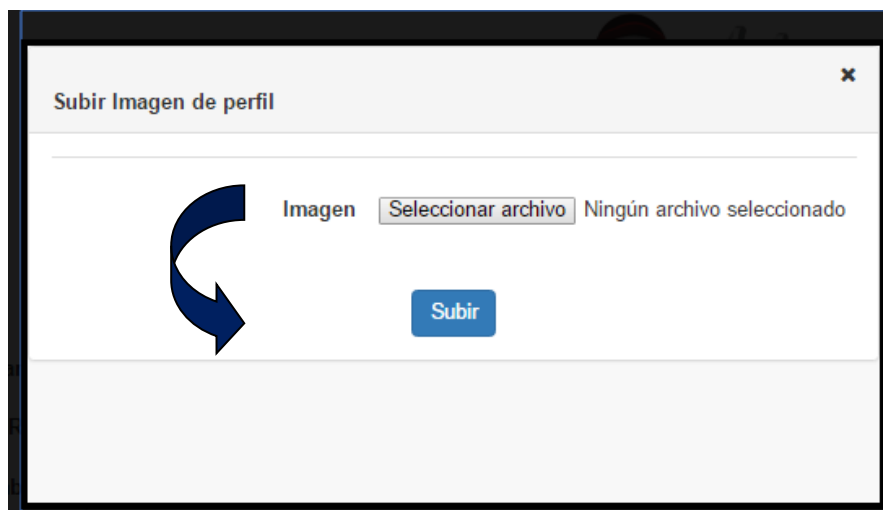 Subir Imagen de perfil
Imagen Seleccionar archivo Ningún archivo seleccionado
Subir